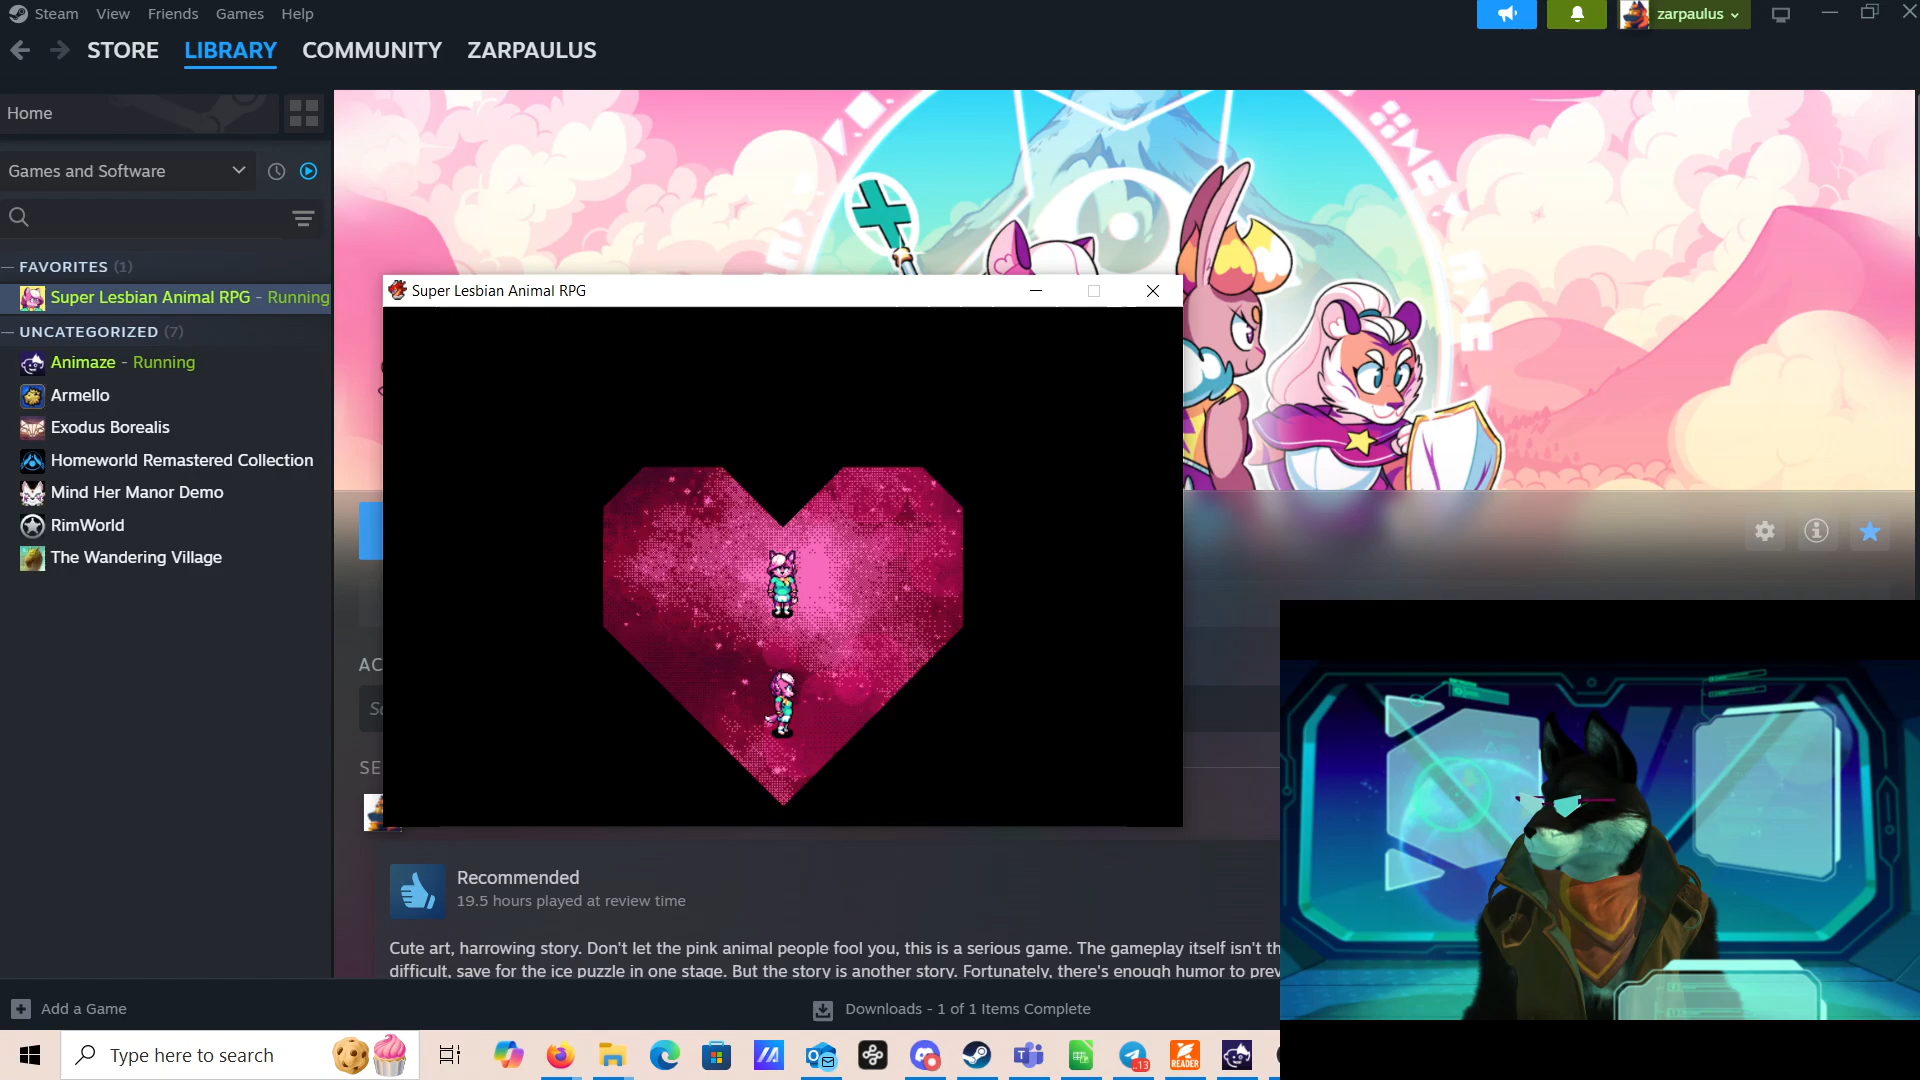 Steam View Friends Games Help
zarpaulus
STORE LIBRARY COMMUNITY ZARPAULUS
Home
Games and Software
FAVORITES (1)
Super Lesbian Animal RPG - Running
UNCATEGORIZED (7)
Animaze - Running
Armello
Exodus Borealis
Homeworld Remastered Collection
Mind Her Manor Demo
RimWorld
The Wandering Village
Super Lesbian Animal RPG
AC
SE
Recommended
19.5 hours played at review time
Cute art, harrowing story. Don't let the pink animal people fool you, this is a serious game. The gameplay itself isn't th
difficult, save for the ice puzzle in one stage. But the story is another story. Fortunately, there's enough humor to prev
Add a Game
Downloads - 1 of 1 Items Complete
Type here to search
13
READER